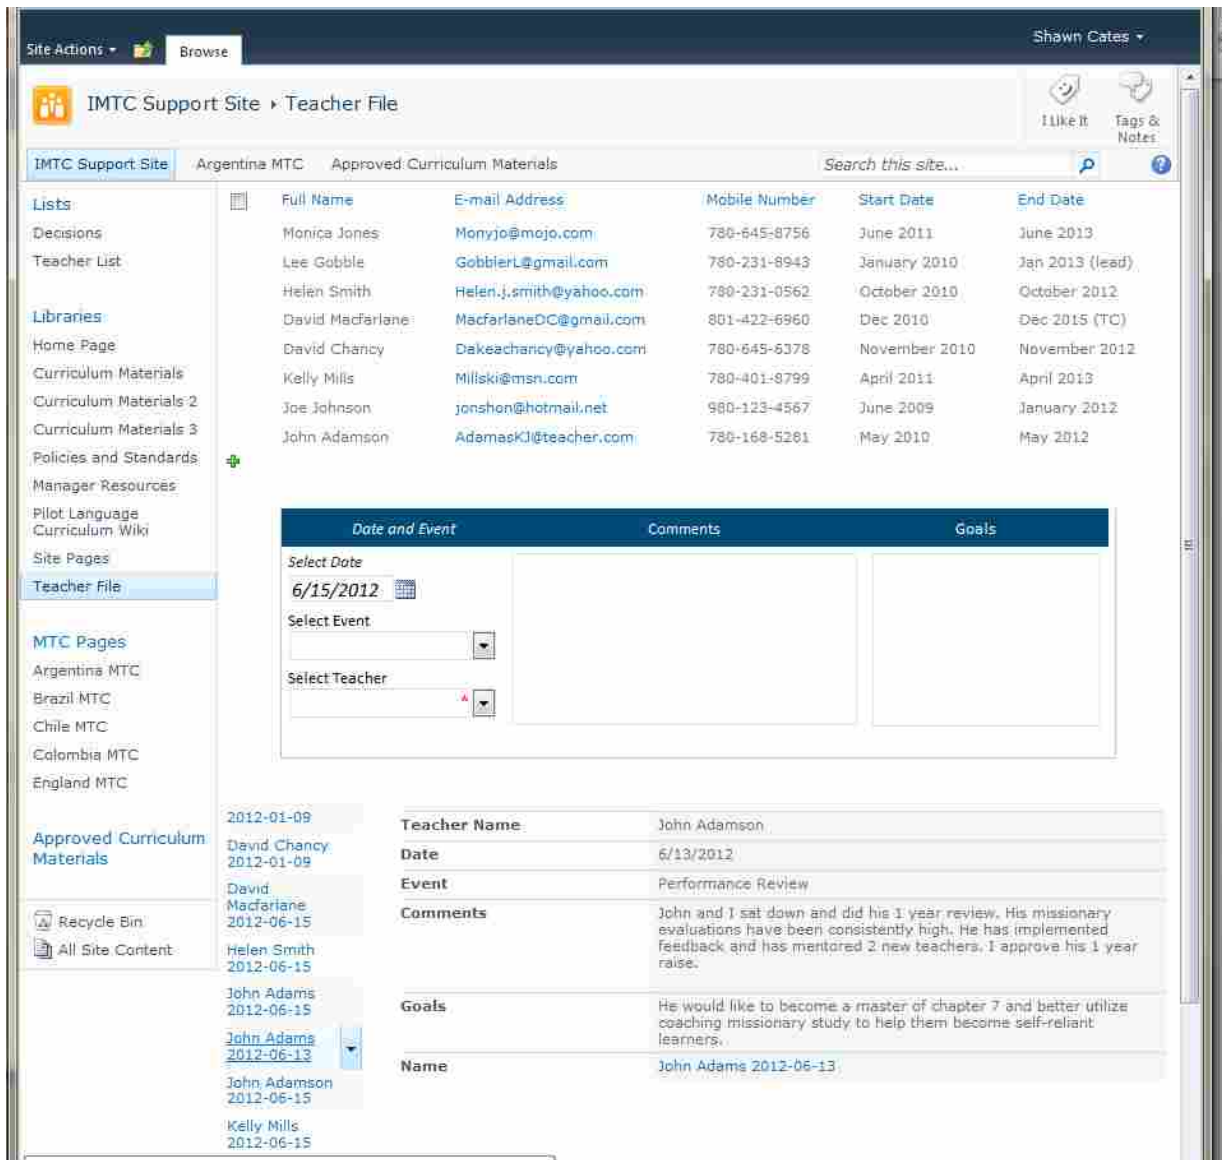 Shawn Cates
Site Actions
Browse
IMTC Support Site › Teacher File
I Like It
Tags &
Notes
IMTC Support Site Argentina MTC Approved Curriculum Materials Search this site...
Lists
Decisions
Teacher List
Libraries
Home Page
Curriculum Materials
Curriculum Materials 2
Curriculum Materials 3
Policies and Standards
Manager Resources
Pilot Language
Curriculum Wiki
Site Pages
Teacher File
MTC Pages
Argentina MTC
Brazil MTC
Chile MTC
Colombia MTC
England MTC
Approved Curriculum
Materials
Recycle Bin
All Site Content
Full Name E-mail Address Mobile Number Start Date End Date
Monica Jones Monyjo@mojo.com 780-645-8756 June 2011 June 2013
Lee Gobble GobblerL@gmail.com 780-231-8943 January 2010 Jan 2013 (lead)
Helen Smith Helen.j.smith@yahoo.com 780-231-0562 October 2010 October 2012
David Macfarlane MacfarlaneDC@gmail.com 801-422-6960 Dec 2010 Dec 2015 (TC)
David Chancy Dakeachancy@yahoo.com 780-645-6378 November 2010 November 2012
Kelly Mills Millski@msn.com 780-401-8799 April 2011 April 2013
Joe Johnson jonshon@hotmail.net 980-123-4567 June 2009 January 2012
John Adamson AdamasKJ@teacher.com 780-168-5281 May 2010 May 2012
Date and Event Comments Goals
Select Date
6/15/2012
Select Event
Select Teacher
*
2012-01-09
David Chancy
2012-01-09
David
Macfarlane
2012-06-15
Helen Smith
2012-06-15
John Adams
2012-06-15
John Adams
2012-06-13
John Adamson
2012-06-15
Kelly Mills
2012-06-15
Teacher Name John Adamson
Date 6/13/2012
Event Performance Review
Comments John and I sat down and did his 1 year review. His missionary
evaluations have been consistently high. He has implemented
feedback and has mentored 2 new teachers. I approve his 1 year
raise.
Goals He would like to become a master of chapter 7 and better utilize
coaching missionary study to help them become self-reliant
learners.
Name John Adams 2012-06-13